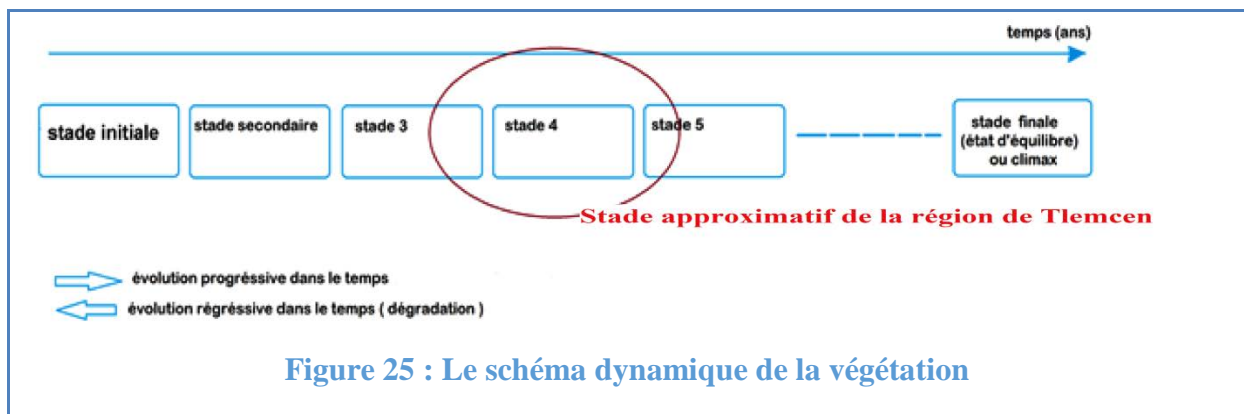 temps (ans)
stade initiale
stade secondaire
stade 3
stade 4
stade 5
stade finale
(état d'équilibre)
ou climax
Stade approximatif de la région de Tlemcen
évolution progréssive dans le temps
évolution régréssive dans le temps ( dégradation )
Figure 25 : Le schéma dynamique de la végétation